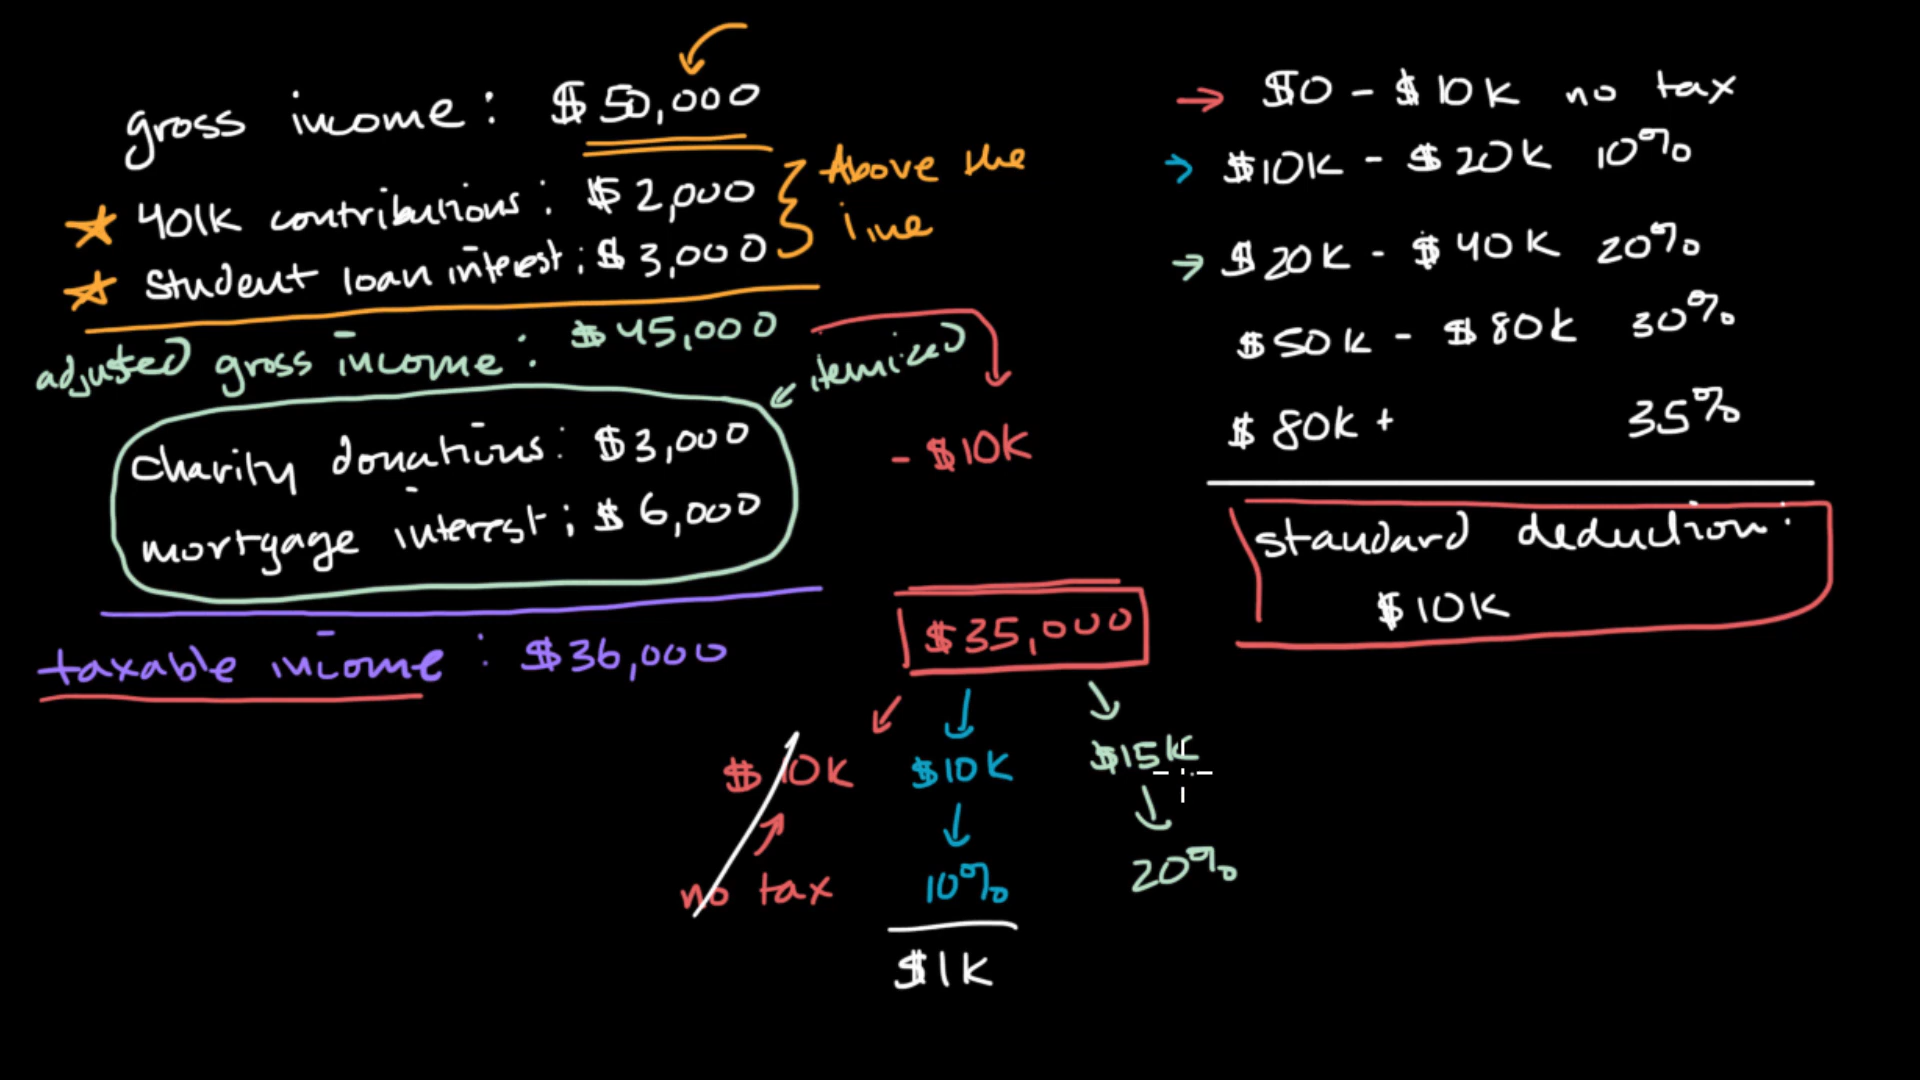 gross income: $50,000
401K contributions: $2,000
Student loan interest: $3,000
Above the
line
adjusted gross income: $45,000
itemized
charity donations: $3,000
mortgage interest: $6,000
- $10K
taxable income: $36,000
$35,000
$10K
no tax
$10K
10%
$1K
$15K
20%
$0 - $10K no tax
$10K - $20K 10%
$20K - $40K 20%
$50K - $80K 30%
$80K + 35%
standard deduction:
$10K